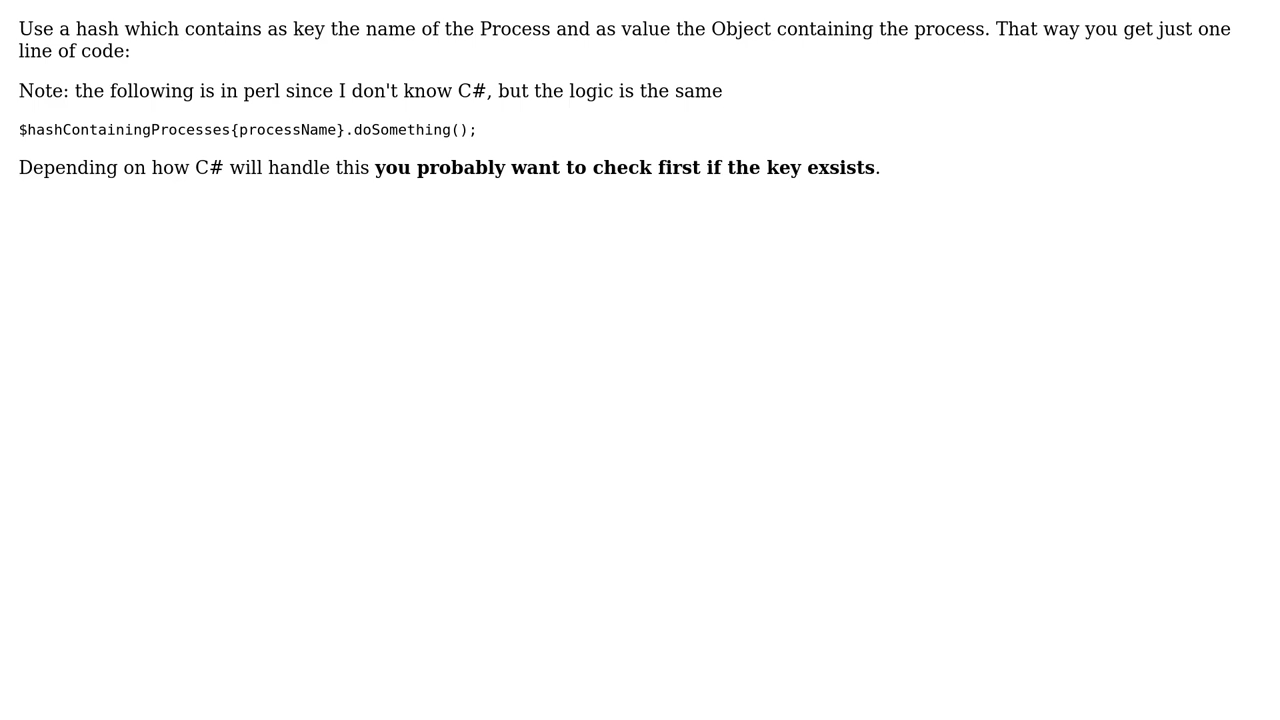 Use a hash which contains as key the name of the Process and as value the Object containing the process. That way you get just one
line of code:
Note: the following is in perl since I don't know C#, but the logic is the same
$hashContainingProcesses{processName}.doSomething();
Depending on how C# will handle this you probably want to check first if the key exsists.